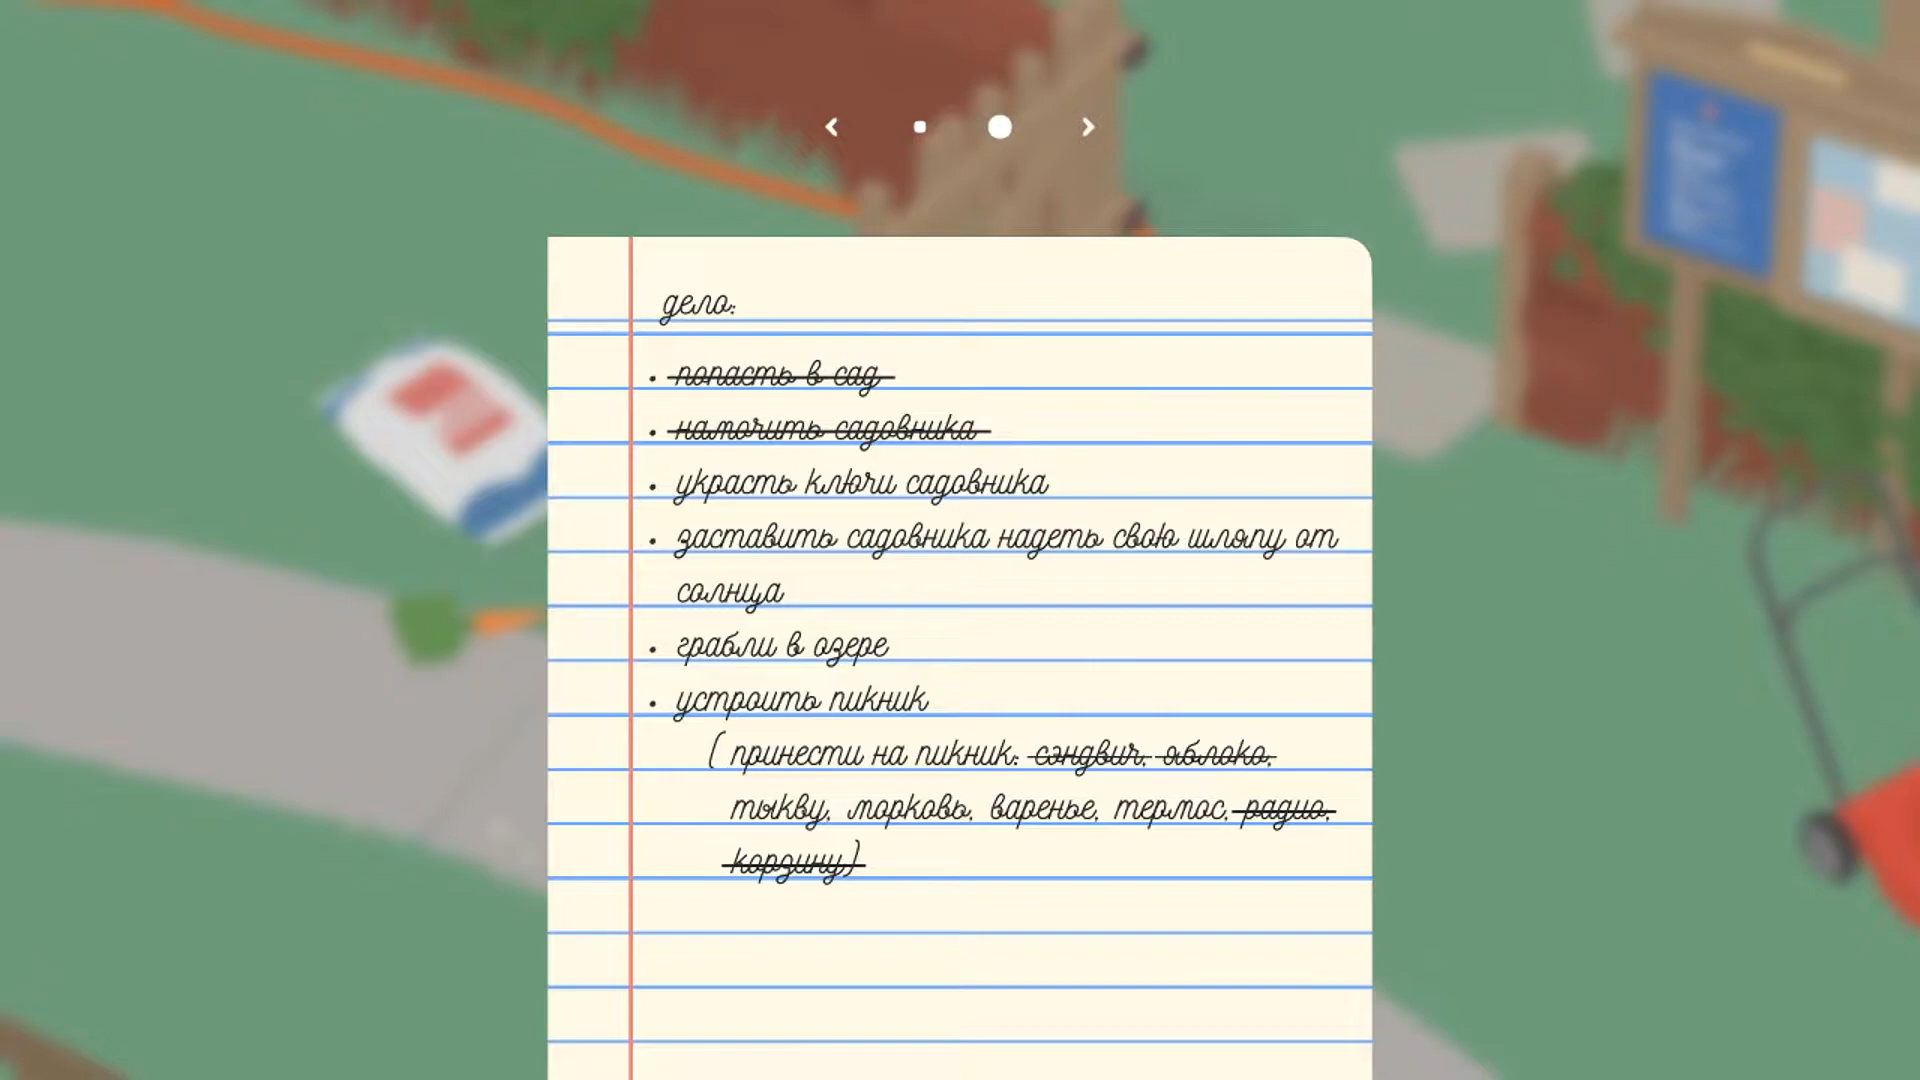 дело:
• попасть в сад
• намочить садовника
• украсть ключи садовника
• заставить садовника надеть свою шляпу от
солнца
• грабли в озере
• устроить пикник
( принести на пикник: сэндвич, яблоко,
тыкву, морковь, варенье, термос, радио,
корзину)